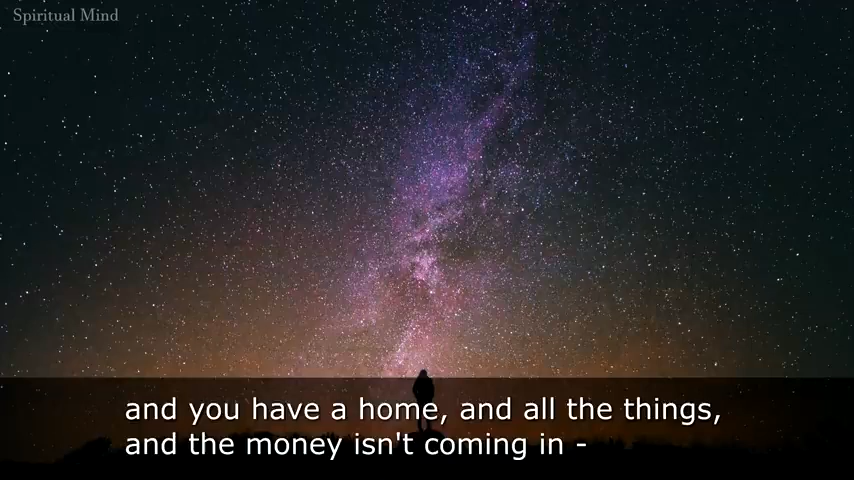 Spiritual Mind
and you have a home, and all the things,
and the money isn't coming in -